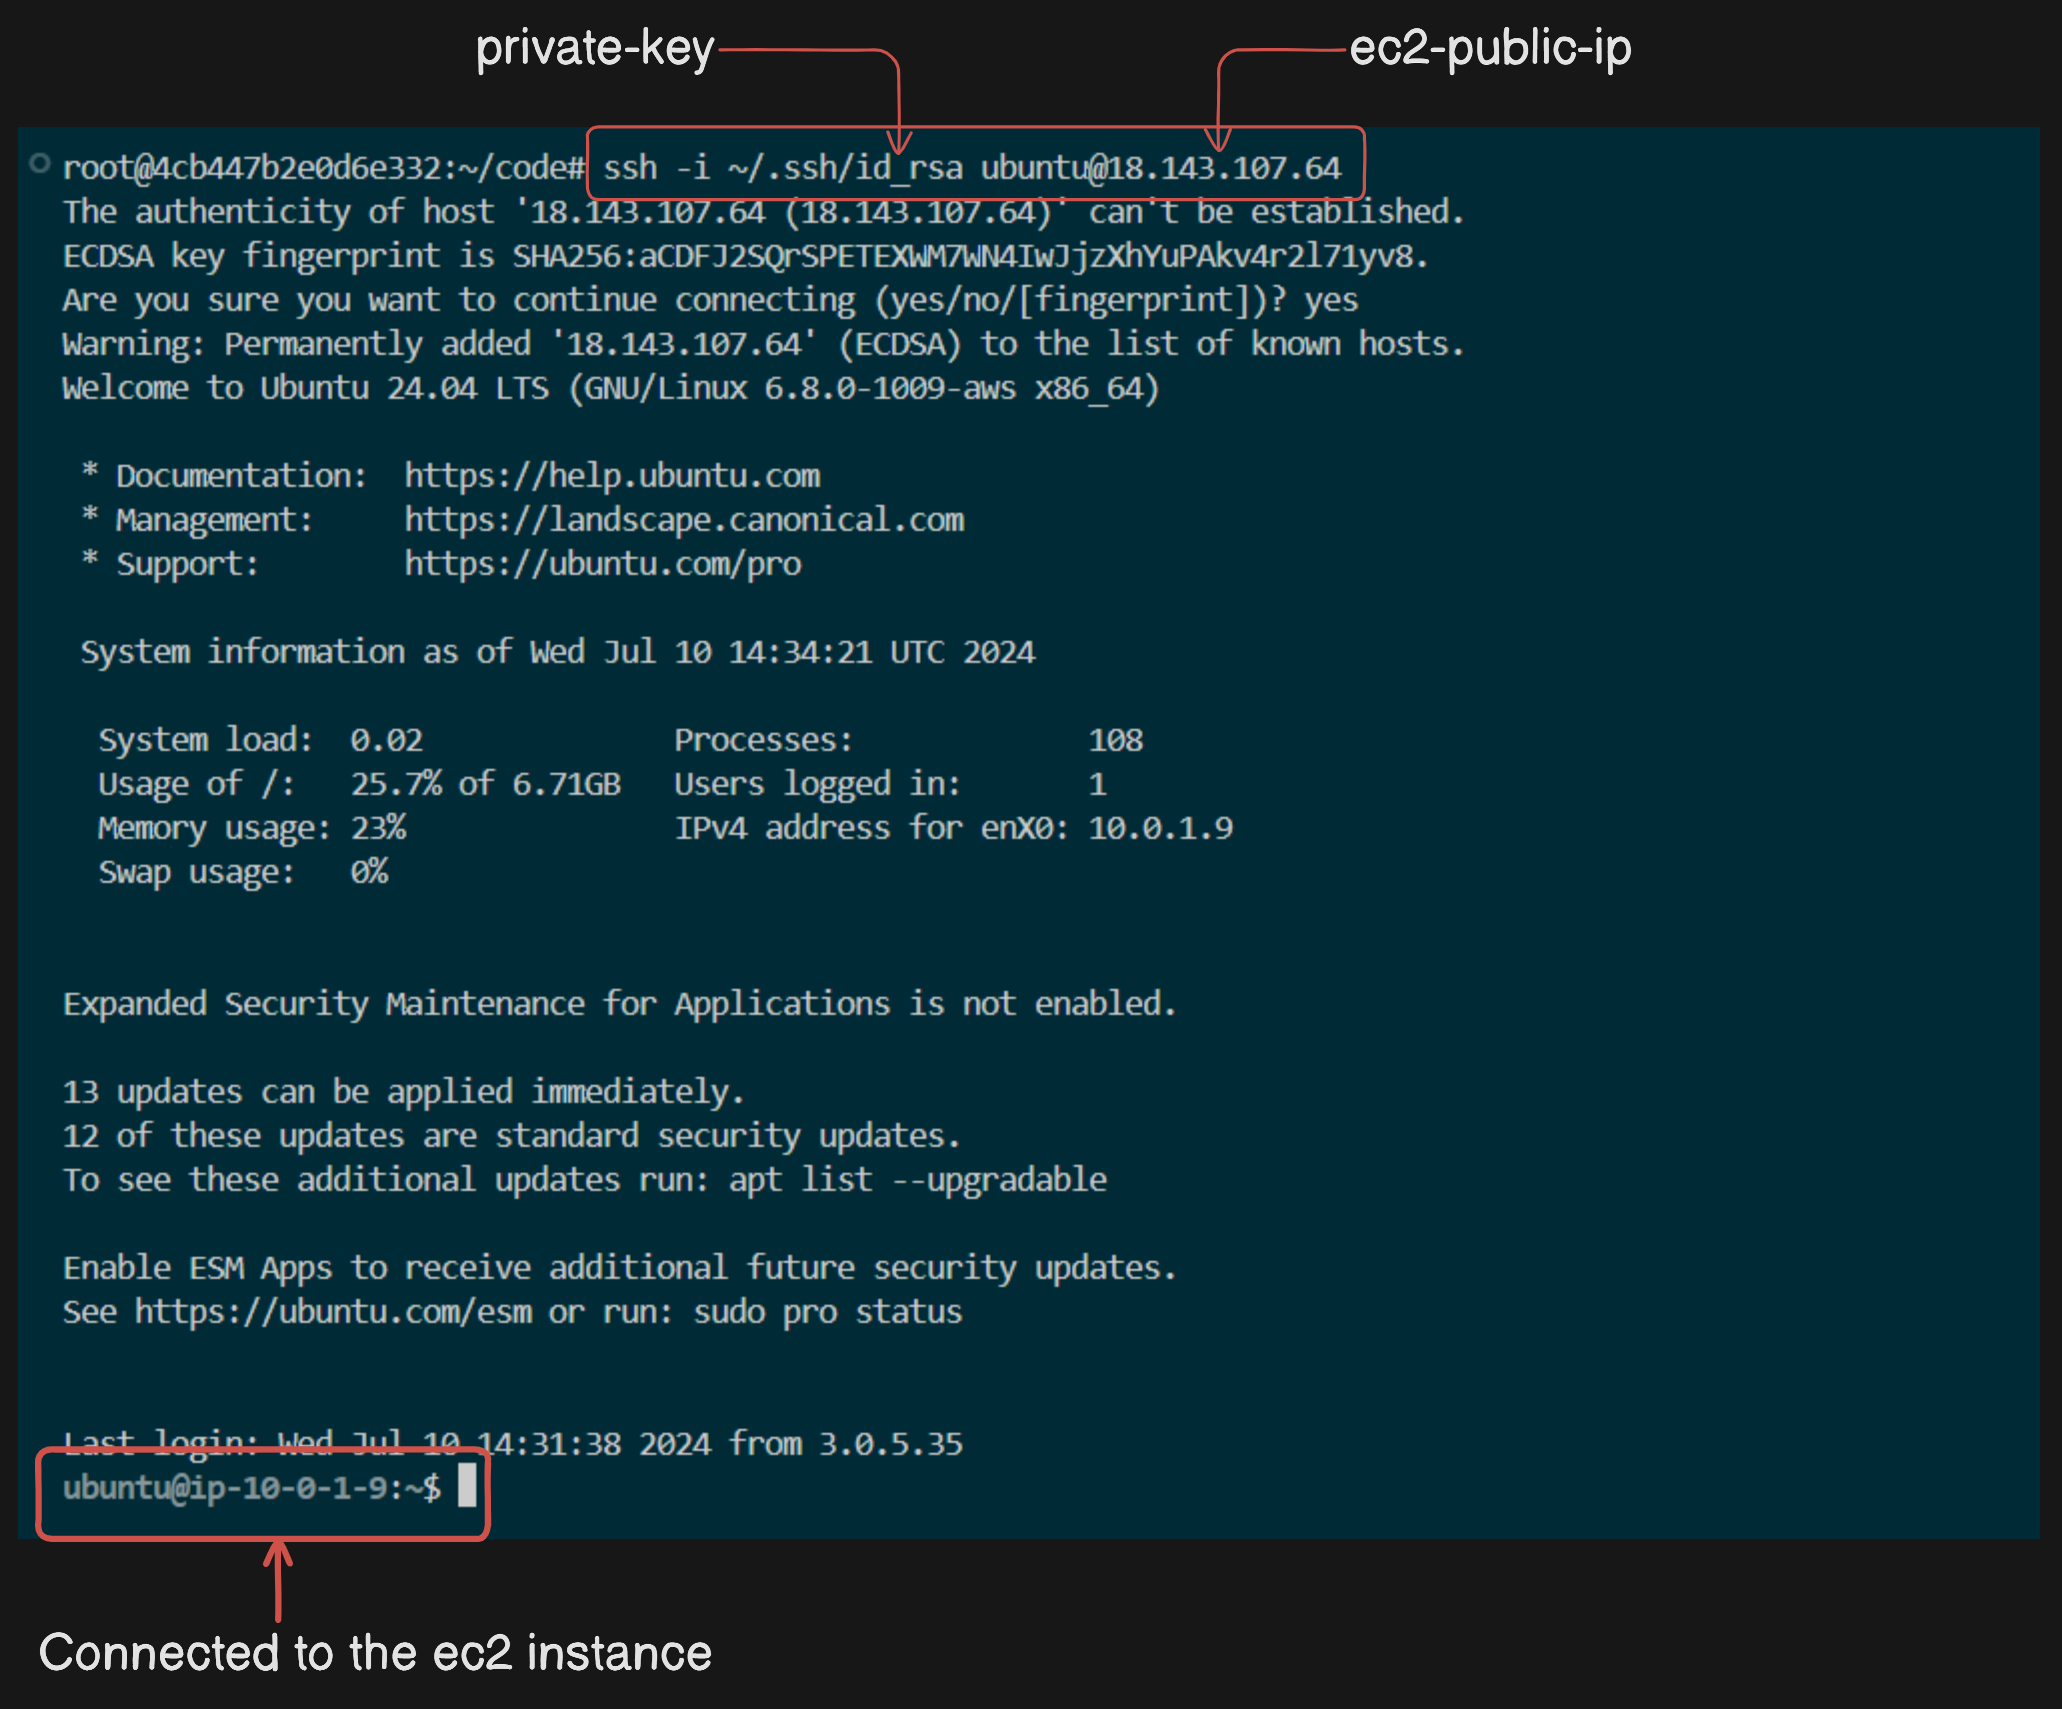 private-key
ec2-public-ip
root@4cb447b2e0d6e332:~/code# ssh -i ~/.ssh/id_rsa ubuntu@18.143.107.64
The authenticity of host '18.143.107.64 (18.143.107.64)' can't be established.
ECDSA key fingerprint is SHA256:aCDFJ2SQrSPETEXWM7WN4IwJjzXhYuPAkv4r2l71yv8.
Are you sure you want to continue connecting (yes/no/[fingerprint])? yes
Warning: Permanently added '18.143.107.64' (ECDSA) to the list of known hosts.
Welcome to Ubuntu 24.04 LTS (GNU/Linux 6.8.0-1009-aws x86_64)
* Documentation:  https://help.ubuntu.com
* Management:     https://landscape.canonical.com
* Support:        https://ubuntu.com/pro
System information as of Wed Jul 10 14:34:21 UTC 2024
System load:  0.02              Processes:             108
Usage of /:   25.7% of 6.71GB   Users logged in:       1
Memory usage: 23%               IPv4 address for enX0: 10.0.1.9
Swap usage:   0%
Expanded Security Maintenance for Applications is not enabled.
13 updates can be applied immediately.
12 of these updates are standard security updates.
To see these additional updates run: apt list --upgradable
Enable ESM Apps to receive additional future security updates.
See https://ubuntu.com/esm or run: sudo pro status
Last login: Wed Jul 10 14:31:38 2024 from 3.0.5.35
ubuntu@ip-10-0-1-9:~$
Connected to the ec2 instance